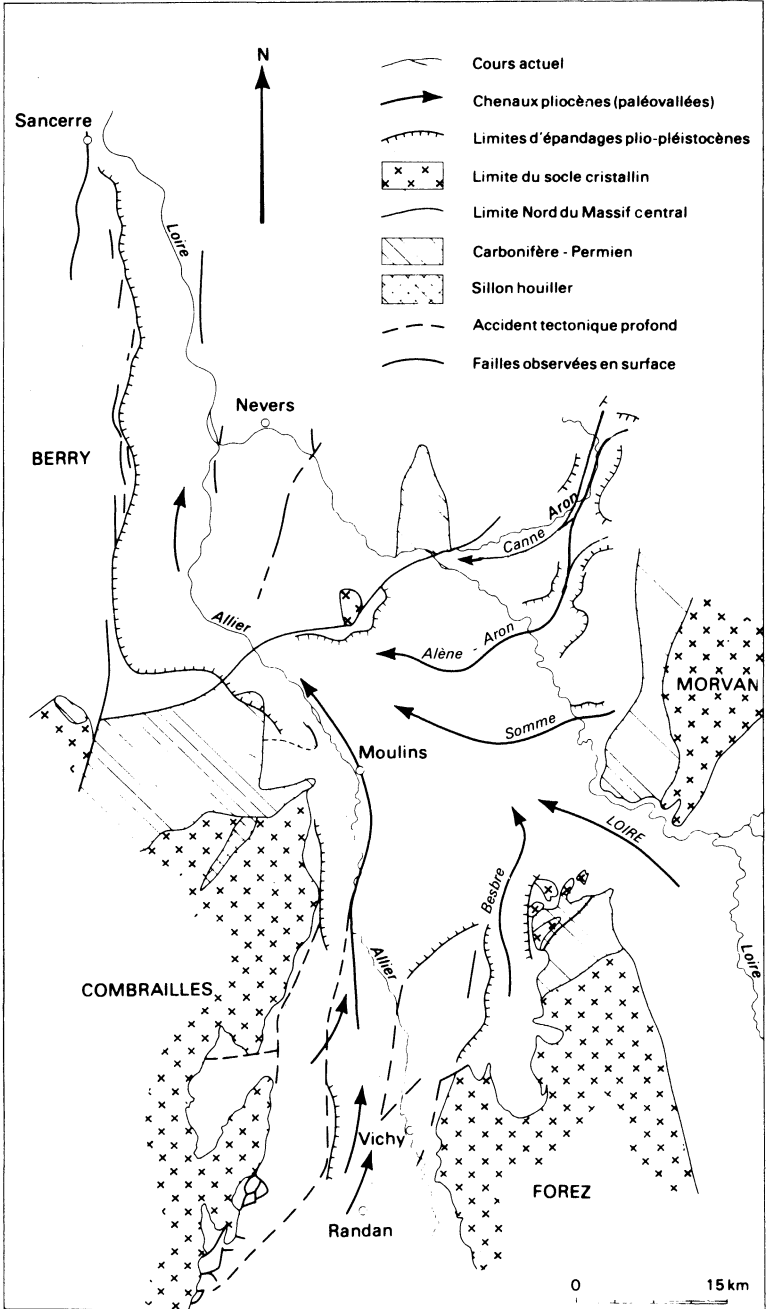 N
Cours actuel
Chenaux pliocènes (paléovallées)
Limites d'épandages plio-pléistocènes
Limite du socle cristallin
Limite Nord du Massif central
Carbonifère - Permien
Sillon houiller
Accident tectonique profond
Failles observées en surface
Sancerre
Loire
Nevers
BERRY
Aron
Canne
Allier
Alène - Aron
MORVAN
Somme
Moulins
LOIRE
Besbre
Allier
Loire
COMBRAILLES
Vichy
FOREZ
Randan
0 15 km